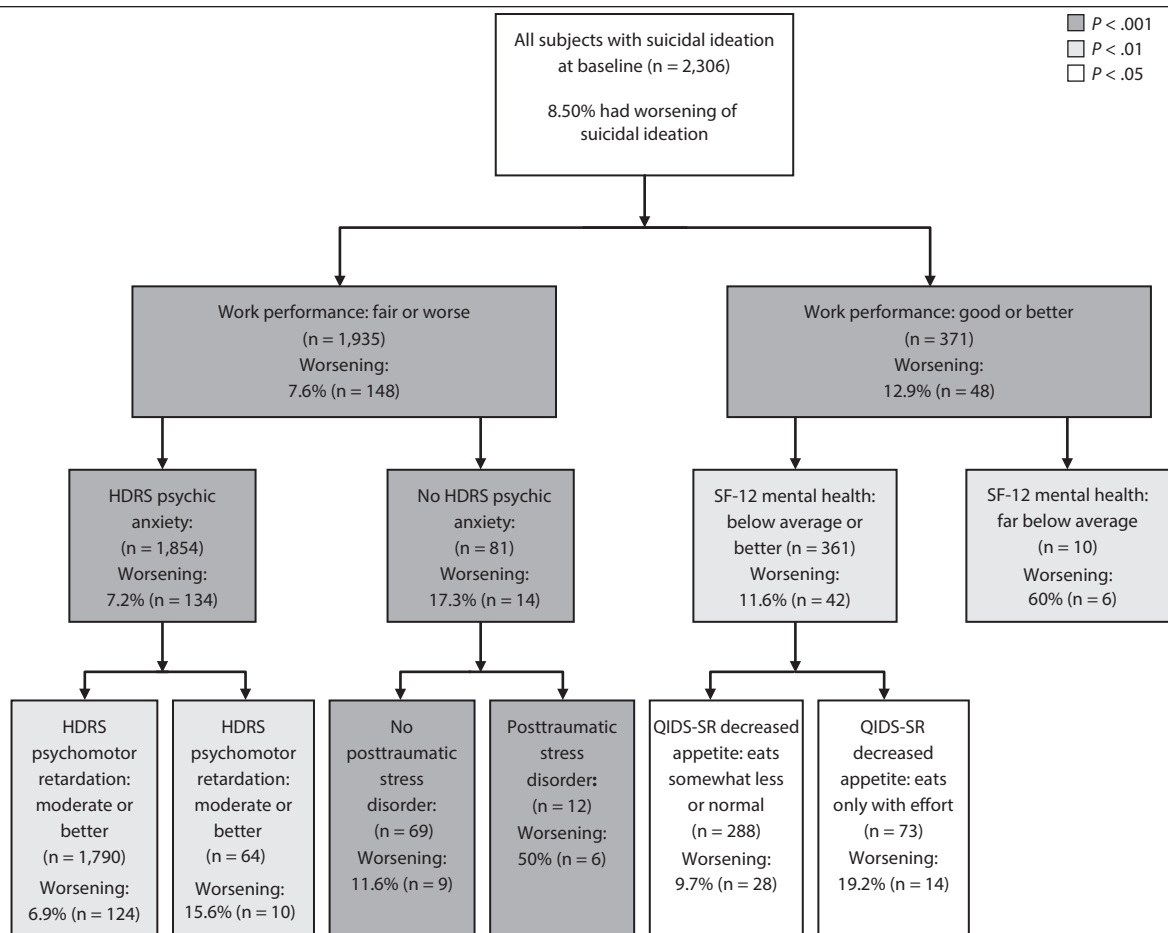 P < .001
P < .01
P < .05
All subjects with suicidal ideation
at baseline (n = 2,306)
8.50% had worsening of
suicidal ideation
Work performance: fair or worse
(n = 1,935)
Worsening:
7.6% (n = 148)
Work performance: good or better
(n = 371)
Worsening:
12.9% (n = 48)
HDRS psychic
anxiety:
(n = 1,854)
Worsening:
7.2% (n = 134)
No HDRS psychic
anxiety:
(n = 81)
Worsening:
17.3% (n = 14)
SF-12 mental health:
below average or
better (n = 361)
Worsening:
11.6% (n = 42)
SF-12 mental health:
far below average
(n = 10)
Worsening:
60% (n = 6)
HDRS
psychomotor
retardation:
moderate or
better
(n = 1,790)
Worsening:
6.9% (n = 124)
HDRS
psychomotor
retardation:
moderate or
better
(n = 64)
Worsening:
15.6% (n = 10)
No
posttraumatic
stress
disorder:
(n = 69)
Worsening:
11.6% (n = 9)
Posttraumatic
stress
disorder:
(n = 12)
Worsening:
50% (n = 6)
QIDS-SR decreased
appetite: eats
somewhat less
or normal
(n = 288)
Worsening:
9.7% (n = 28)
QIDS-SR
decreased
appetite: eats
only with effort
(n = 73)
Worsening:
19.2% (n = 14)